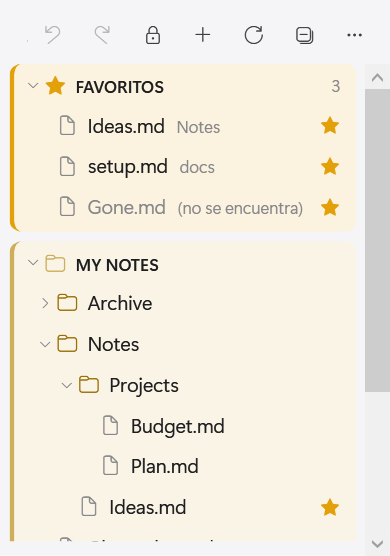 FAVORITOS 3
Ideas.md Notes
setup.md docs
Gone.md (no se encuentra)
MY NOTES
Archive
Notes
Projects
Budget.md
Plan.md
Ideas.md